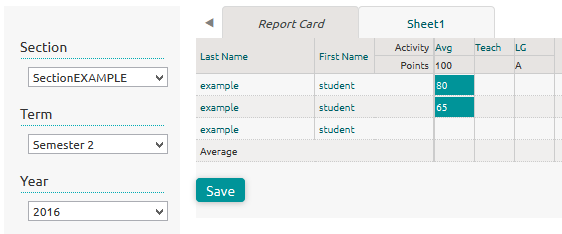 Section
SectionEXAMPLE
Term
Semester 2
Year
2016
Report Card Sheet1
Last Name First Name Activity Avg Teach LG
Points 100 A
example student 80
example student 65
example student
Average
Save